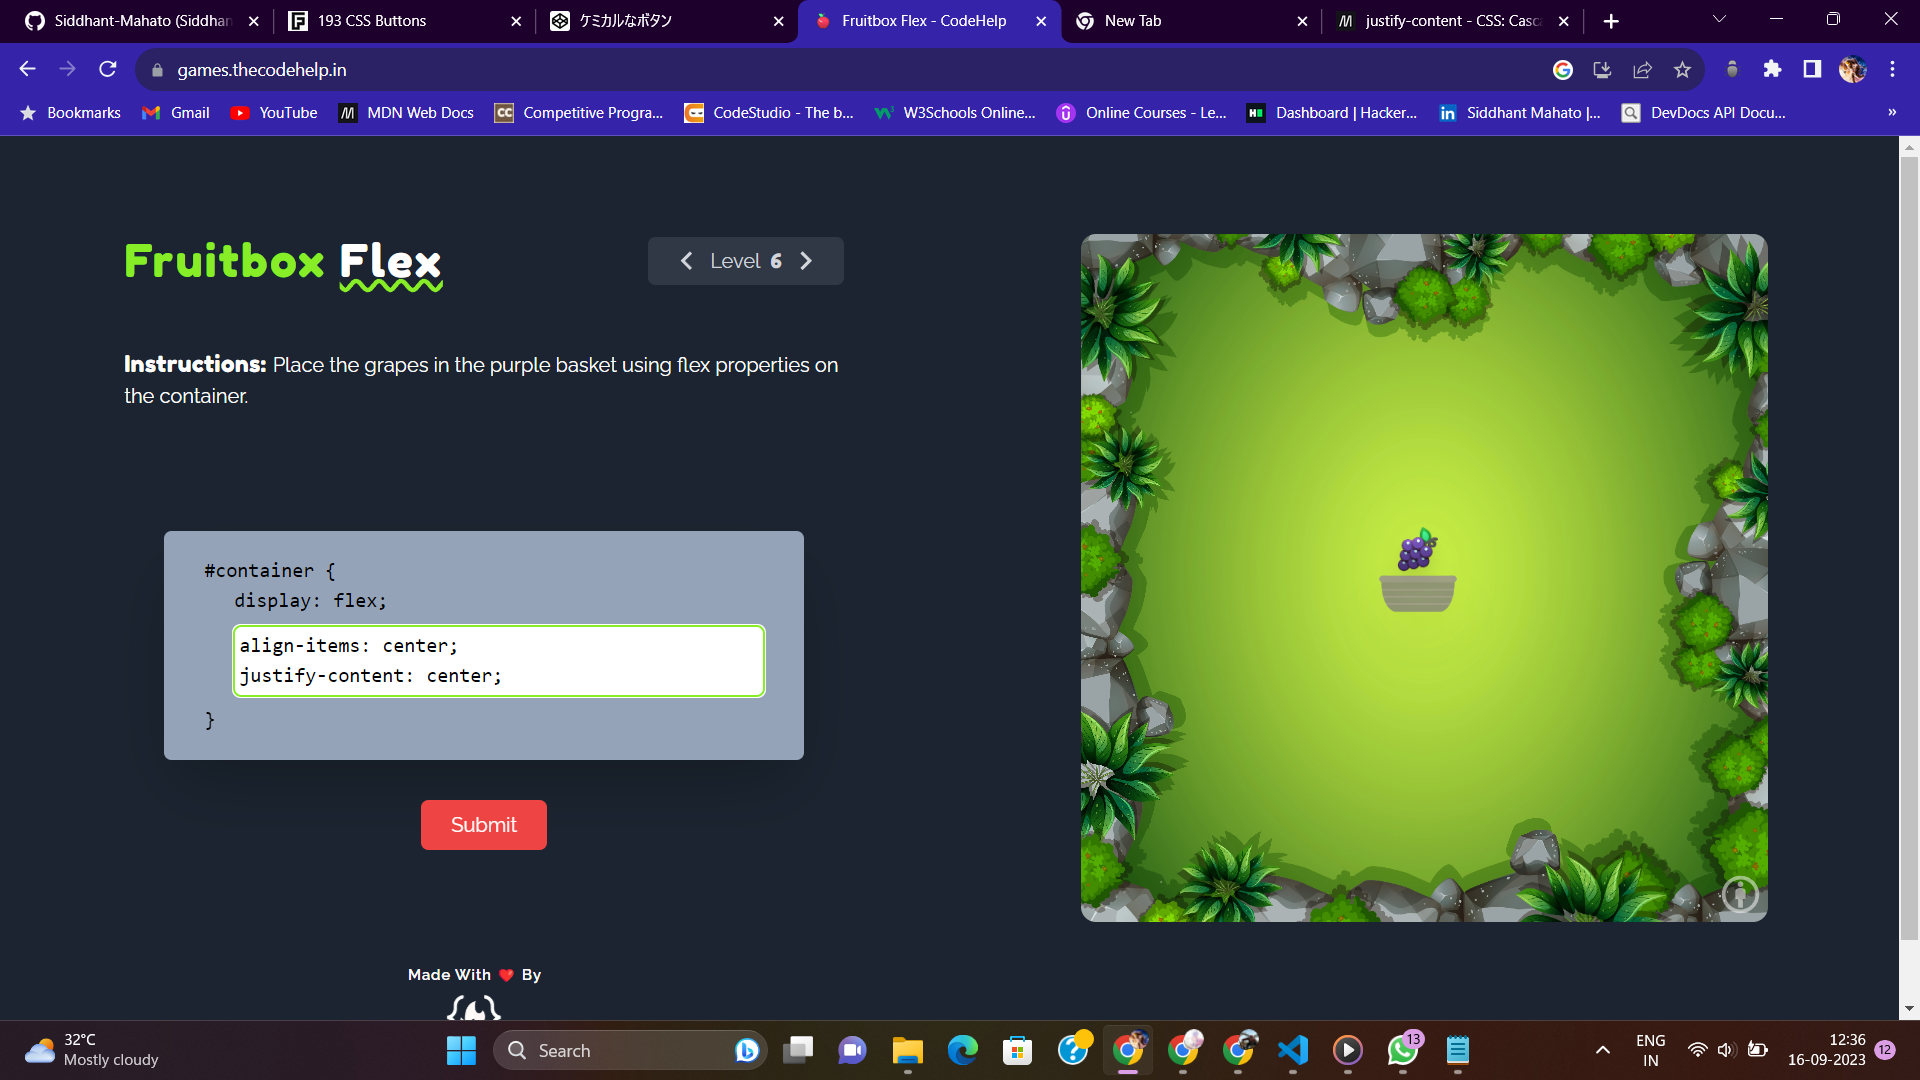 Siddhant-Mahato (Siddhan
193 CSS Buttons
ケミカルなボタン
Fruitbox Flex - CodeHelp
New Tab
justify-content - CSS: Casc
games.thecodehelp.in
Bookmarks
Gmail
YouTube
MDN Web Docs
Competitive Progra...
CodeStudio - The b...
W3Schools Online...
Online Courses - Le...
Dashboard | Hacker...
Siddhant Mahato |...
DevDocs API Docu...
»
Fruitbox Flex
Level 6
Instructions: Place the grapes in the purple basket using flex properties on
the container.
#container {
display: flex;
align-items: center;
justify-content: center;
}
Submit
Made With ❤ By
32°C
Mostly cloudy
Search
13
ENG
IN
12:36
16-09-2023
12